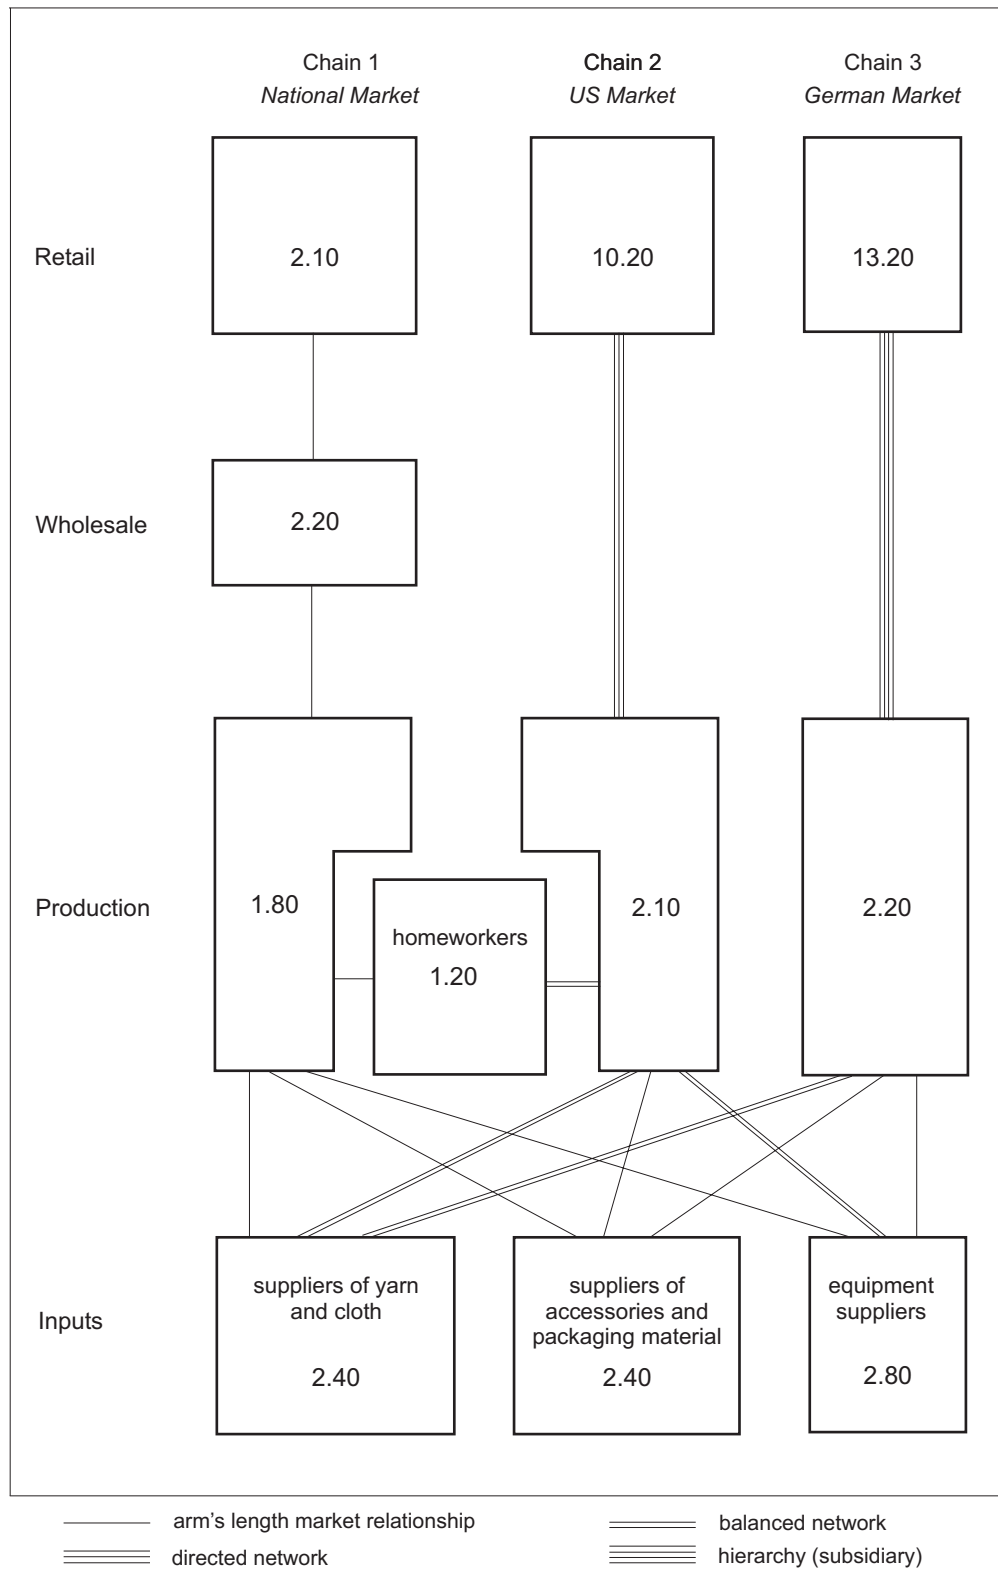 Chain 1
National Market
Chain 2
US Market
Chain 3
German Market
Retail
2.10
10.20
13.20
Wholesale
2.20
Production
1.80
homeworkers
1.20
2.10
2.20
Inputs
suppliers of yarn
and cloth
2.40
suppliers of
accessories and
packaging material
2.40
equipment
suppliers
2.80
arm's length market relationship
balanced network
directed network
hierarchy (subsidiary)